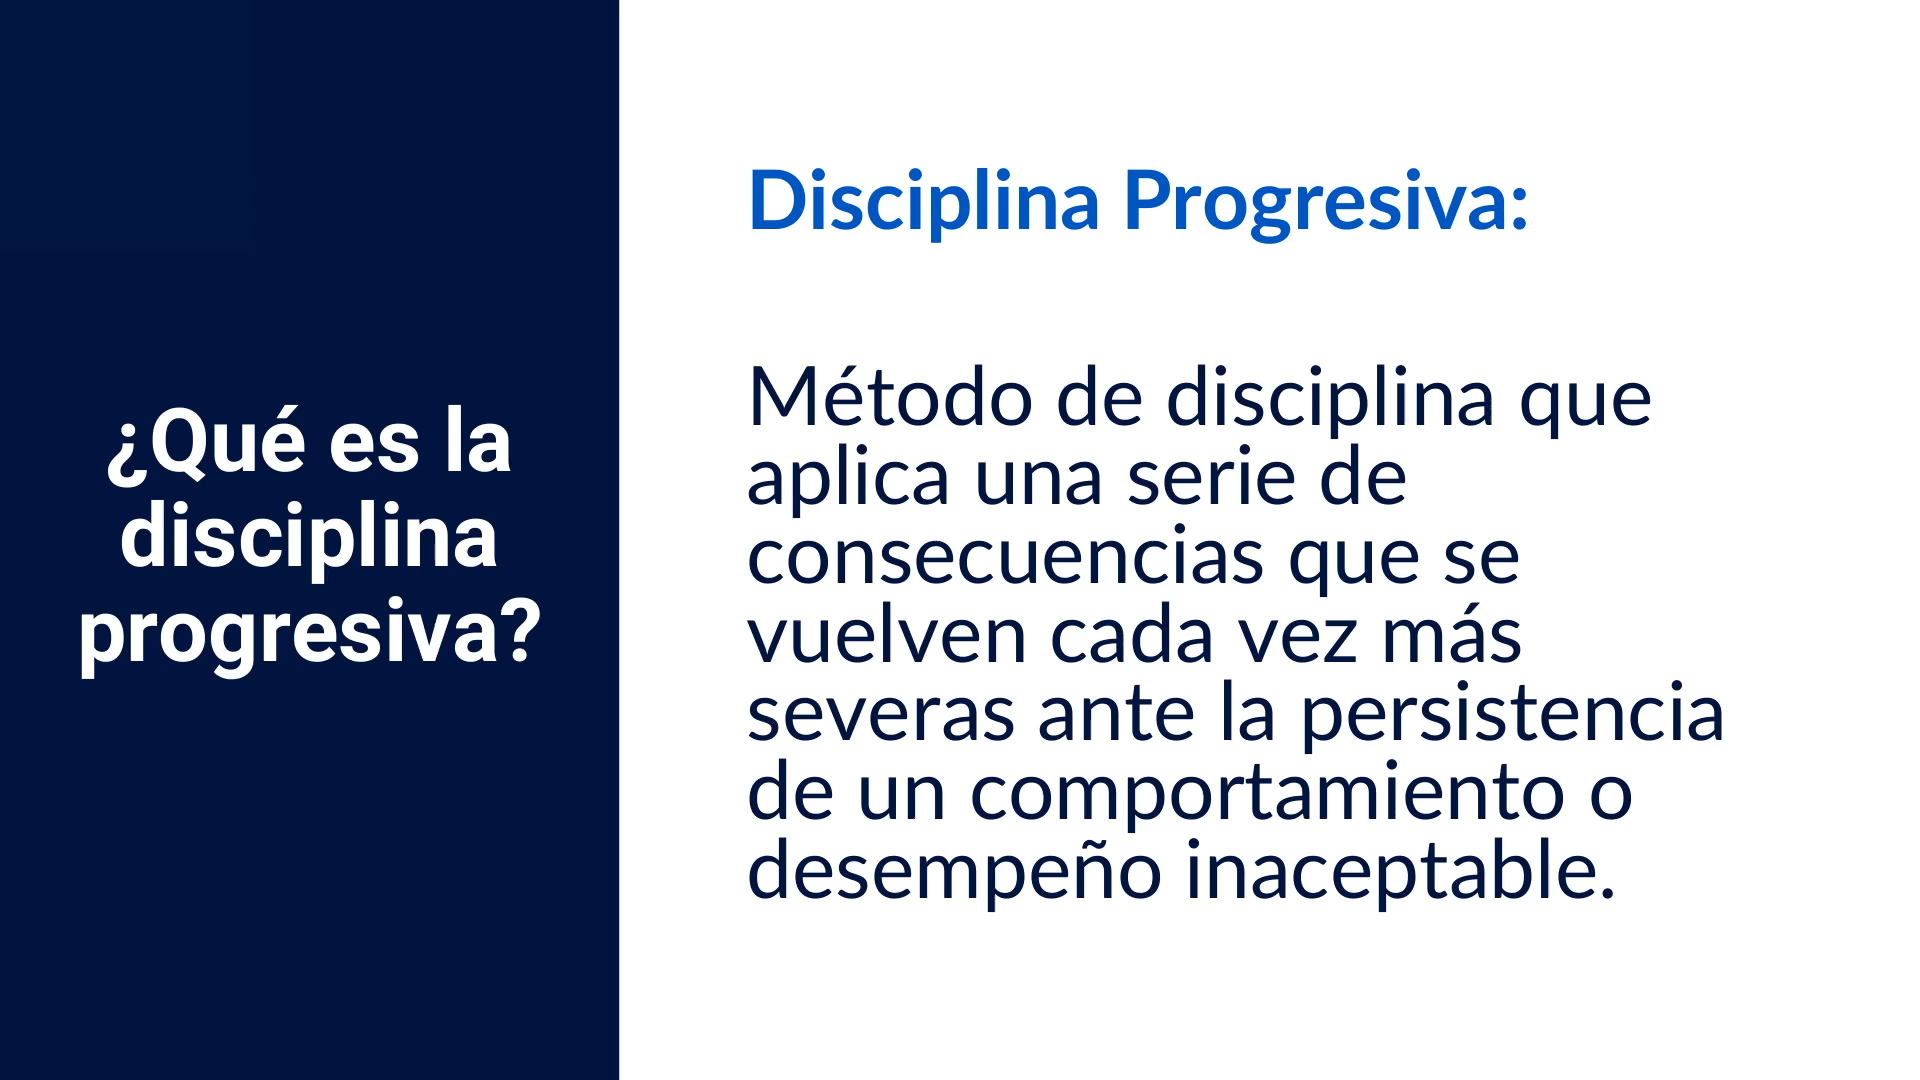 ¿Qué es la
disciplina
progresiva?
Disciplina Progresiva:
Método de disciplina que
aplica una serie de
consecuencias que se
vuelven cada vez más
severas ante la persistencia
de un comportamiento o
desempeño inaceptable.